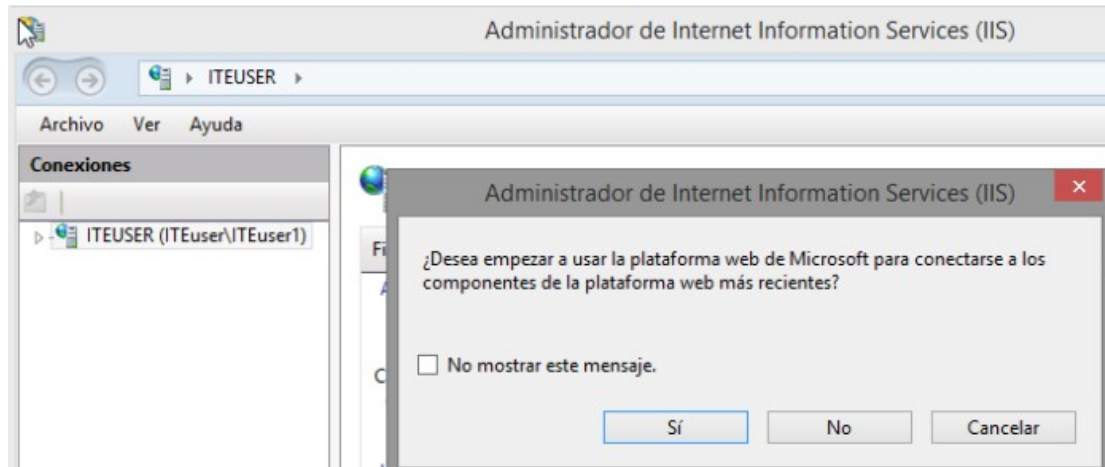 Administrador de Internet Information Services (IIS)
ITEUSER
Archivo Ver Ayuda
Conexiones
ITEUSER (ITEuser\ITEuser1)
Administrador de Internet Information Services (IIS)
¿Desea empezar a usar la plataforma web de Microsoft para conectarse a los
componentes de la plataforma web más recientes?
No mostrar este mensaje.
Sí No Cancelar